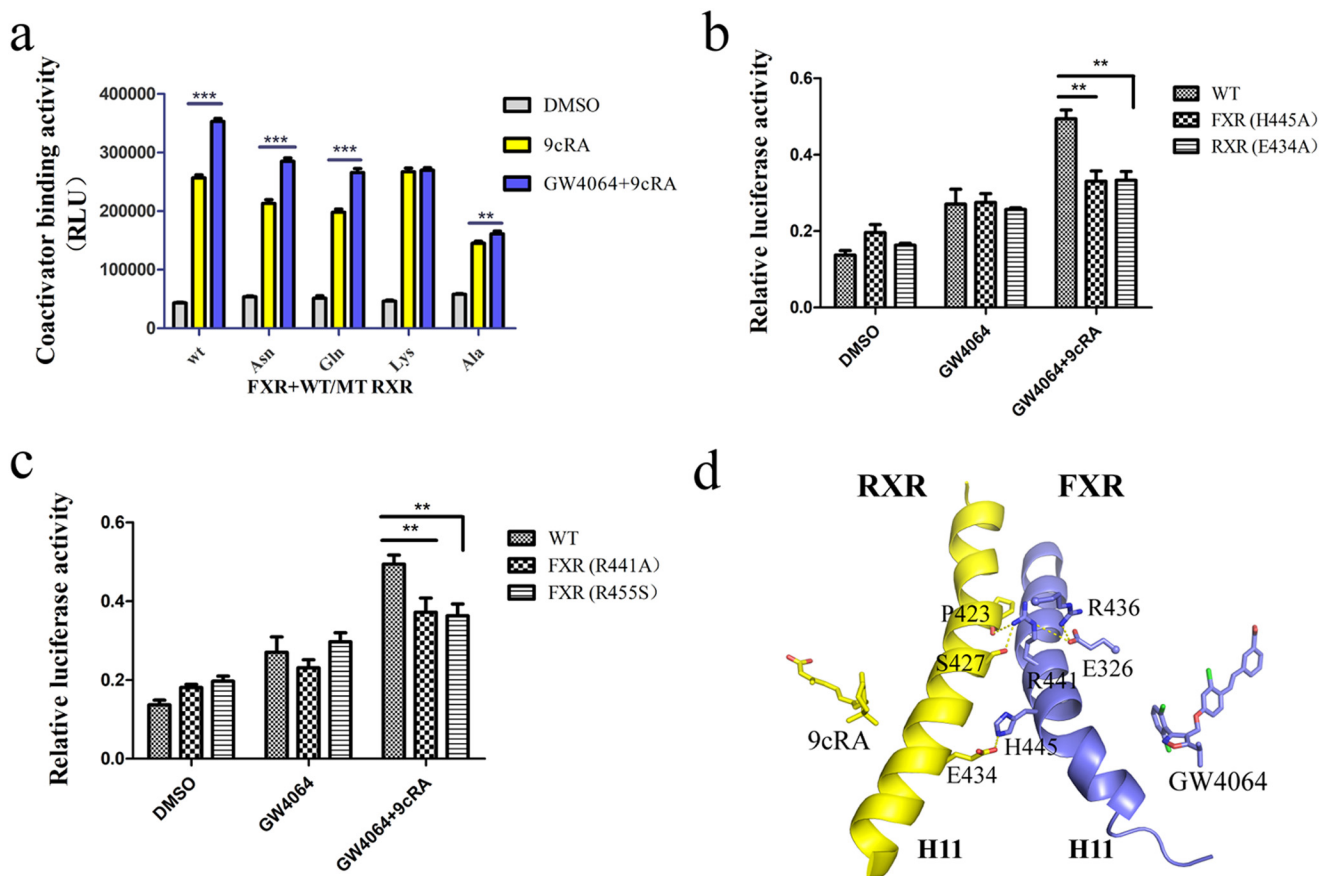 a
Coactivator binding activity
(RLU)
400000
300000
200000
100000
0
***
***
***
**
wt
Asn
Gln
Lys
Ala
FXR+WT/MT RXR
DMSO
9cRA
GW4064+9cRA
b
Relative luciferase activity
0.6
0.4
0.2
0.0
**
**
DMSO
GW4064
GW4064+9cRA
WT
FXR (H445A)
RXR (E434A)
c
Relative luciferase activity
0.6
0.4
0.2
0.0
**
**
DMSO
GW4064
GW4064+9cRA
WT
FXR (R441A)
FXR (R455S)
d
RXR FXR
P423 R436
S427 E326
R441
9cRA H445
E434 GW4064
H11 H11